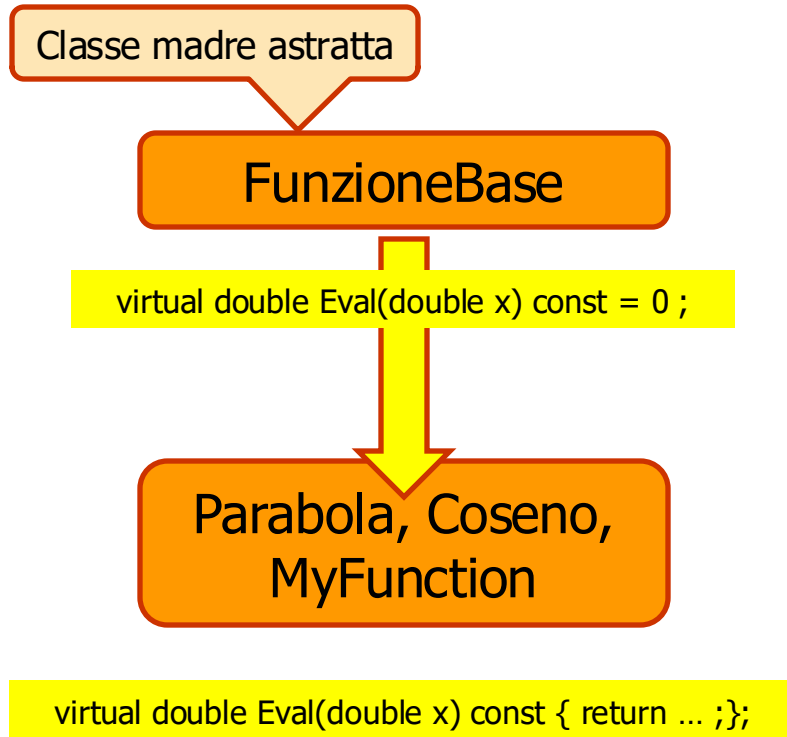 Classe madre astratta
FunzioneBase
virtual double Eval(double x) const = 0 ;
Parabola, Coseno,
MyFunction
virtual double Eval(double x) const { return … ;};